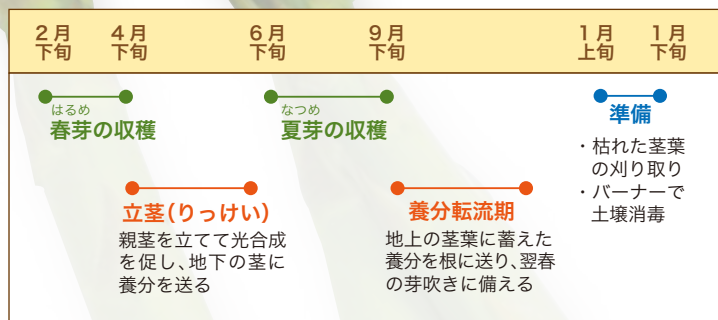 2月 4月 6月 9月 1月 1月
下旬 下旬 下旬 下旬 上旬 下旬
はるめ
春芽の収穫
なつめ
夏芽の収穫
準備
・枯れた茎葉
の刈り取り
・バーナーで
土壌消毒
立茎(りっけい)
親茎を立てて光合成
を促し、地下の茎に
養分を送る
養分転流期
地上の茎葉に蓄えた
養分を根に送り、翌春
の芽吹きに備える